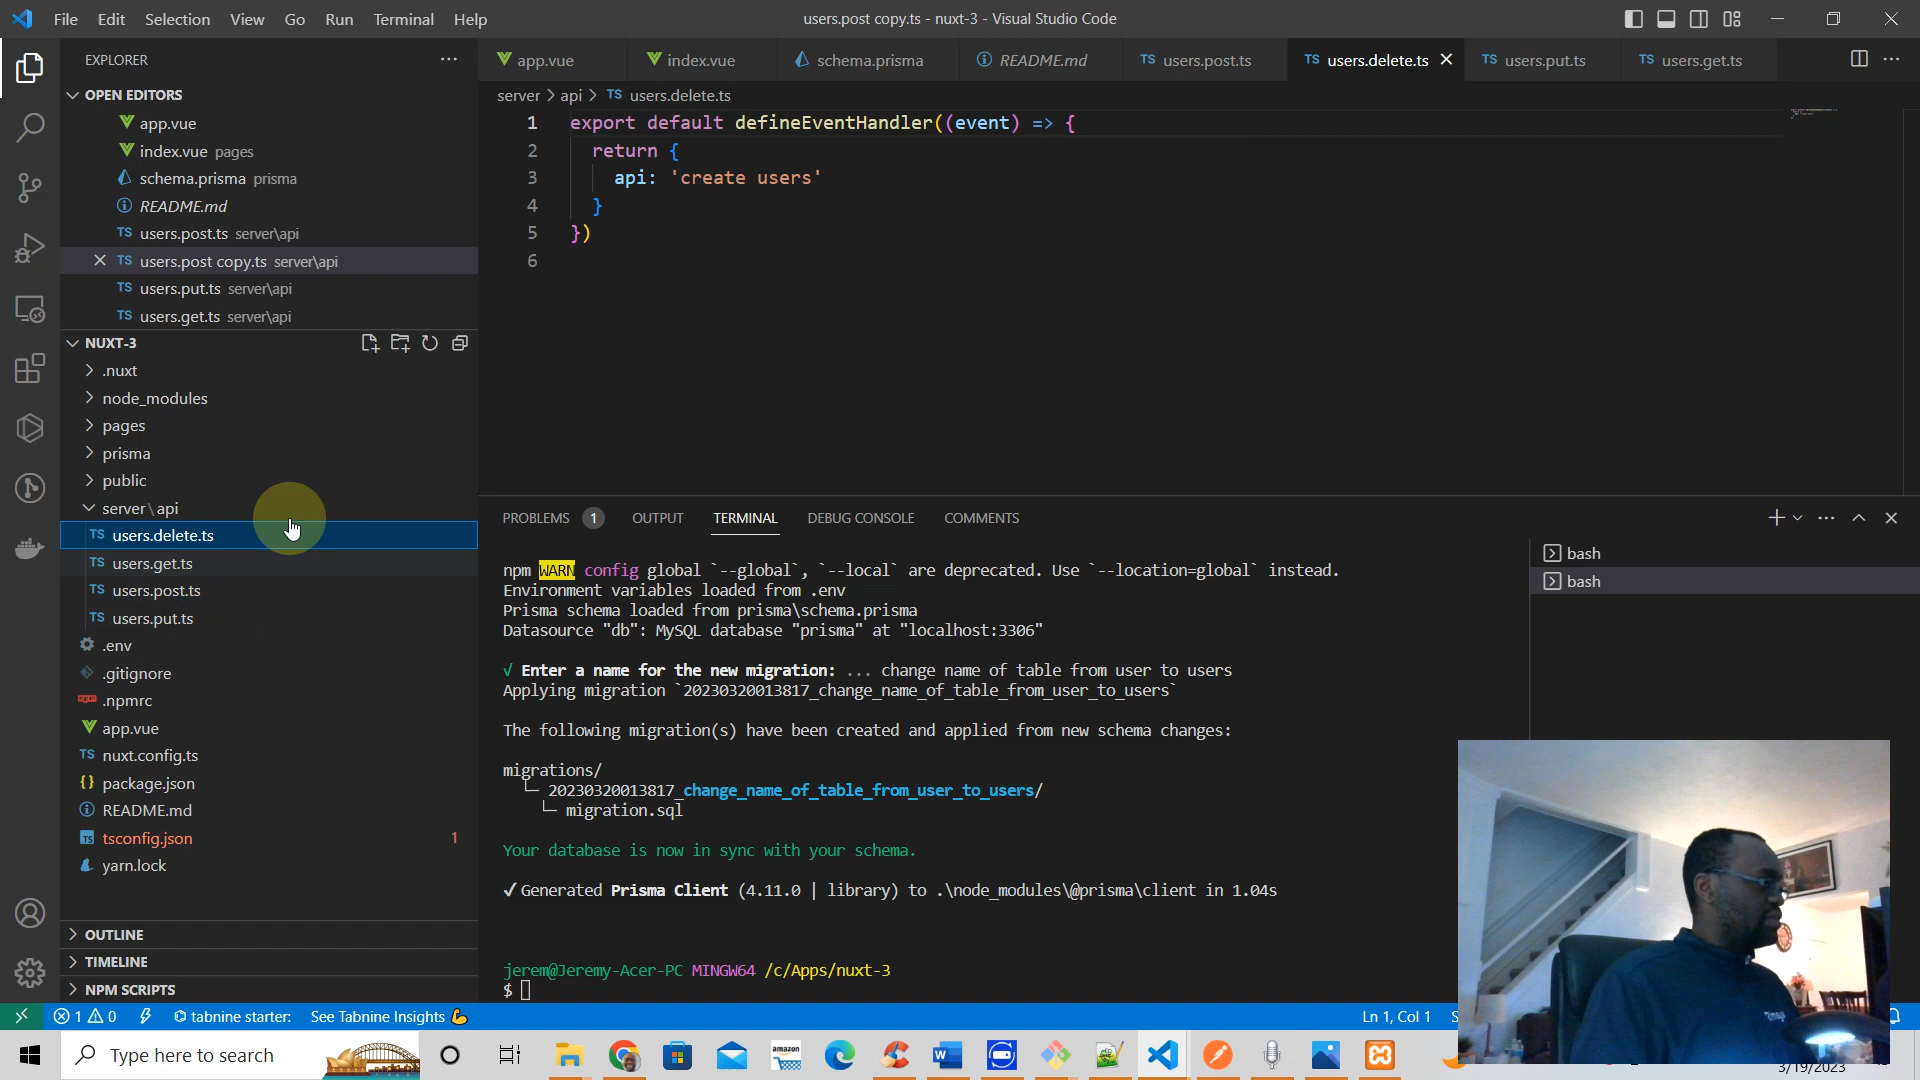 File Edit Selection View Go Run Terminal Help
users.post copy.ts - nuxt-3 - Visual Studio Code
EXPLORER
OPEN EDITORS
app.vue
index.vue pages
schema.prisma prisma
README.md
users.post.ts server\api
users.post copy.ts server\api
users.put.ts server\api
users.get.ts server\api
NUXT-3
.nuxt
node_modules
pages
prisma
public
server\api
TS users.delete.ts
TS users.get.ts
TS users.post.ts
TS users.put.ts
.env
.gitignore
.npmrc
app.vue
TS nuxt.config.ts
{} package.json
README.md
tsconfig.json 1
yarn.lock
OUTLINE
TIMELINE
NPM SCRIPTS
app.vue index.vue schema.prisma README.md TS users.post.ts TS users.delete.ts TS users.put.ts TS users.get.ts
server > api > TS users.delete.ts
1 export default defineEventHandler((event) => {
2 return {
3 api: 'create users'
4 }
5 })
6
PROBLEMS 1 OUTPUT TERMINAL DEBUG CONSOLE COMMENTS
bash
bash
npm WARN config global `--global`, `--local` are deprecated. Use `--location=global` instead.
Environment variables loaded from .env
Prisma schema loaded from prisma\schema.prisma
Datasource "db": MySQL database "prisma" at "localhost:3306"
√ Enter a name for the new migration: ... change name of table from user to users
Applying migration `20230320013817_change_name_of_table_from_user_to_users`
The following migration(s) have been created and applied from new schema changes:
migrations/
└─ 20230320013817_change_name_of_table_from_user_to_users/
└─ migration.sql
Your database is now in sync with your schema.
✔ Generated Prisma Client (4.11.0 | library) to .\node_modules\@prisma\client in 1.04s
jerem@Jeremy-Acer-PC MINGW64 /c/Apps/nuxt-3
$
1 0 tabnine starter: See Tabnine Insights Ln 1, Col 1
Type here to search
amazon
3/19/2023